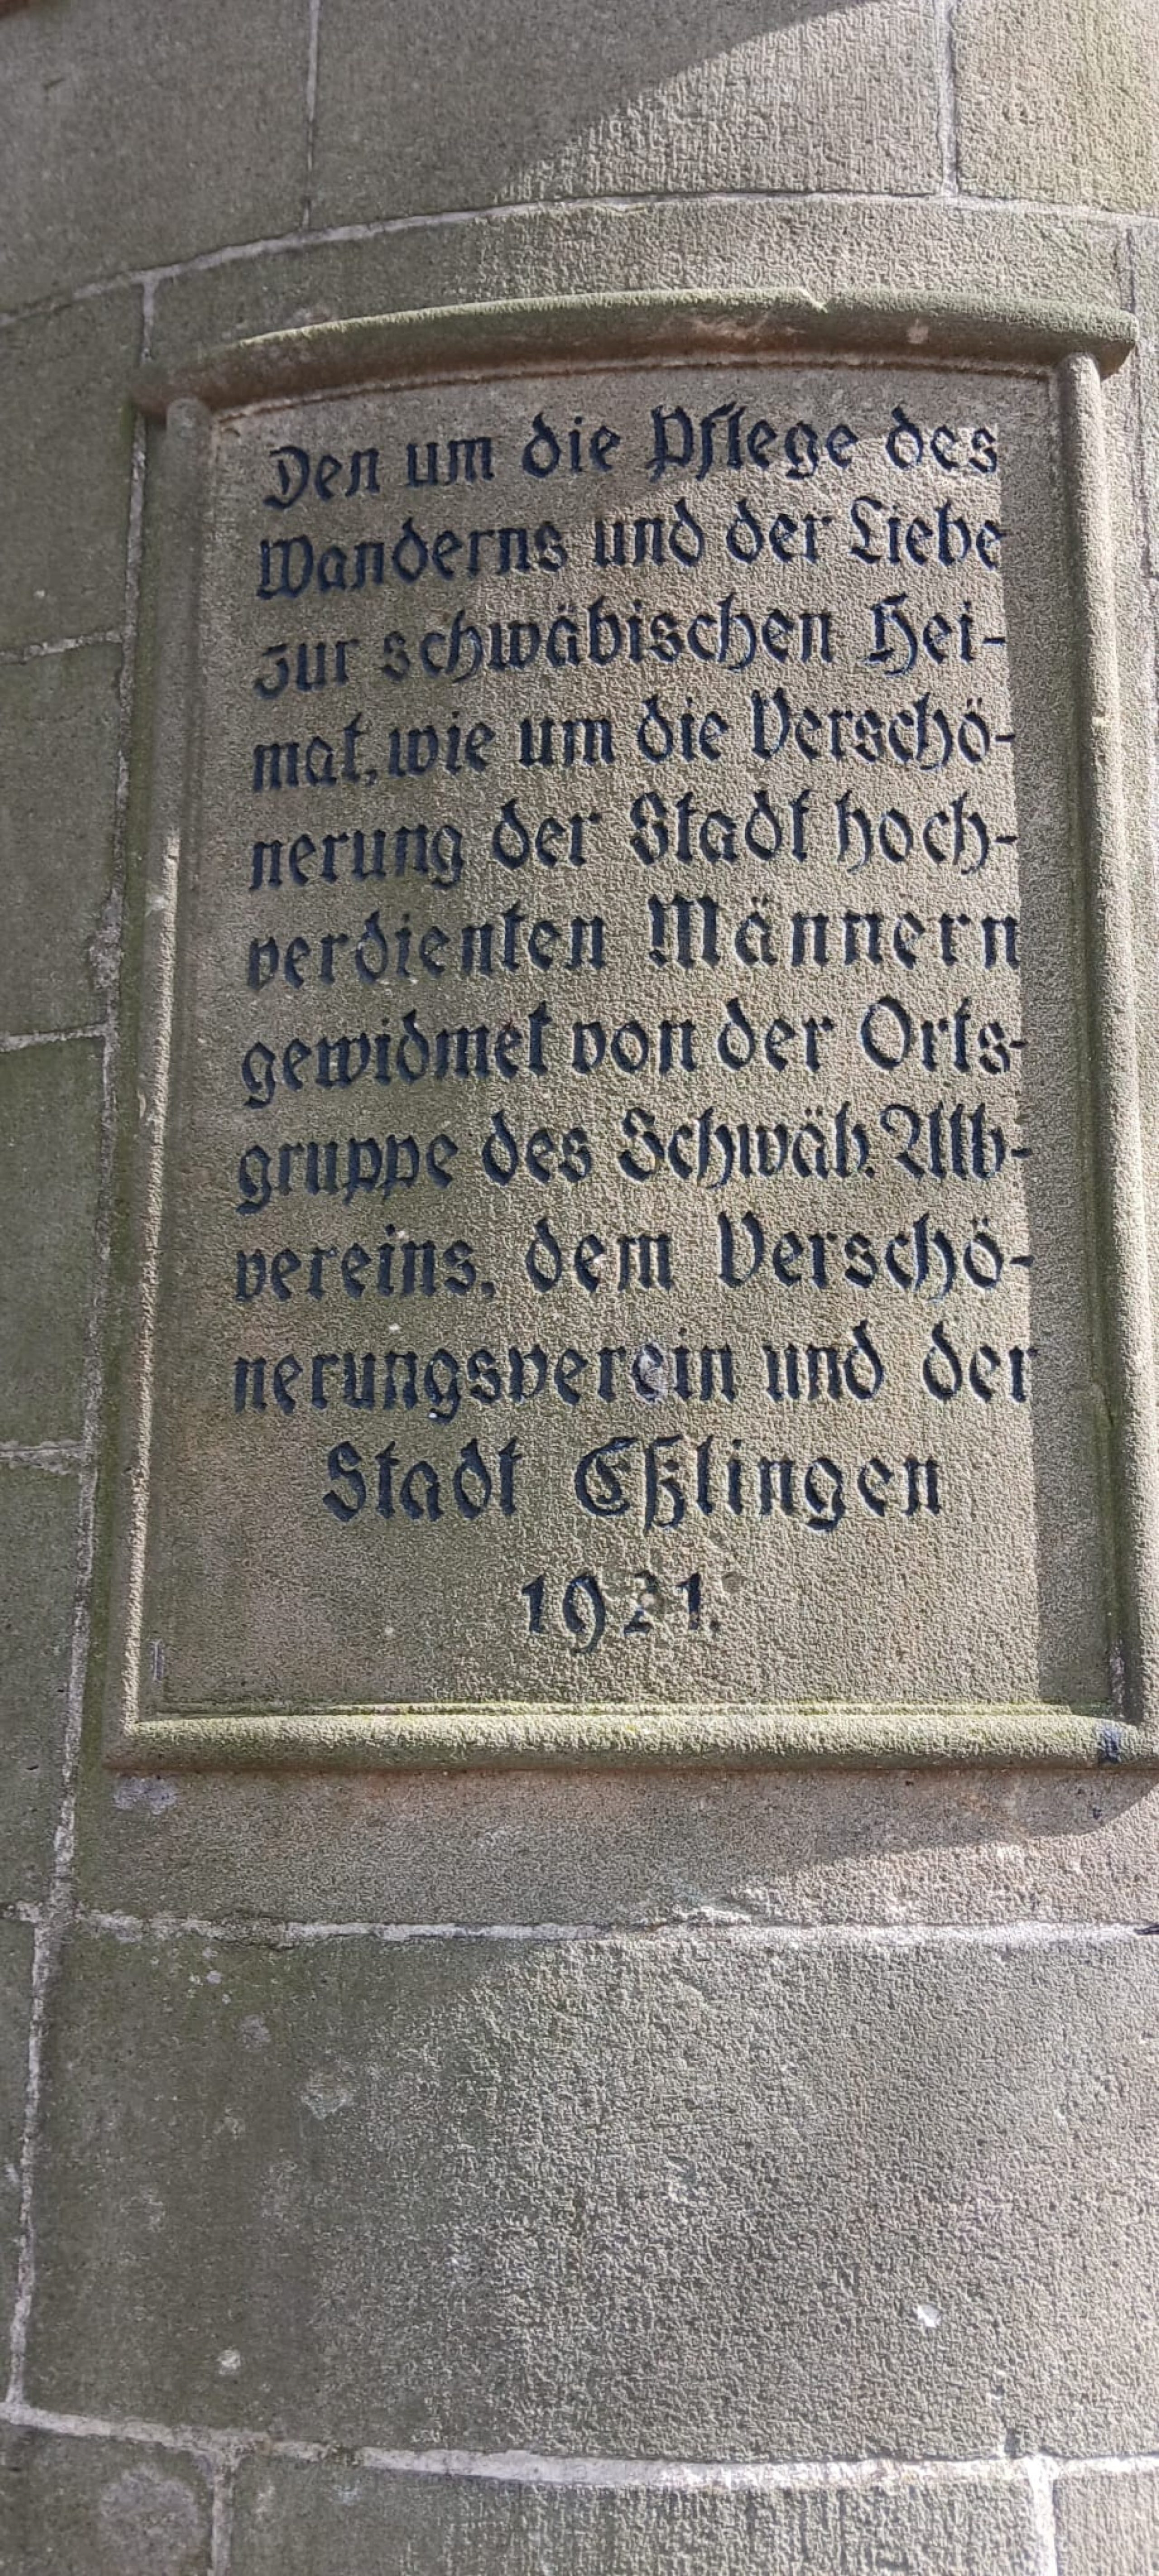 Den um die Pflege des
Wanderns und der Liebe
zur schwäbischen Hei-
mat, wie um die Verschö-
nerung der Stadt hoch-
verdienten Männern
gewidmet von der Orts-
gruppe des Schwäb. Alb-
vereins, dem Verschö-
nerungsverein und der
Stadt Eßlingen
1921.